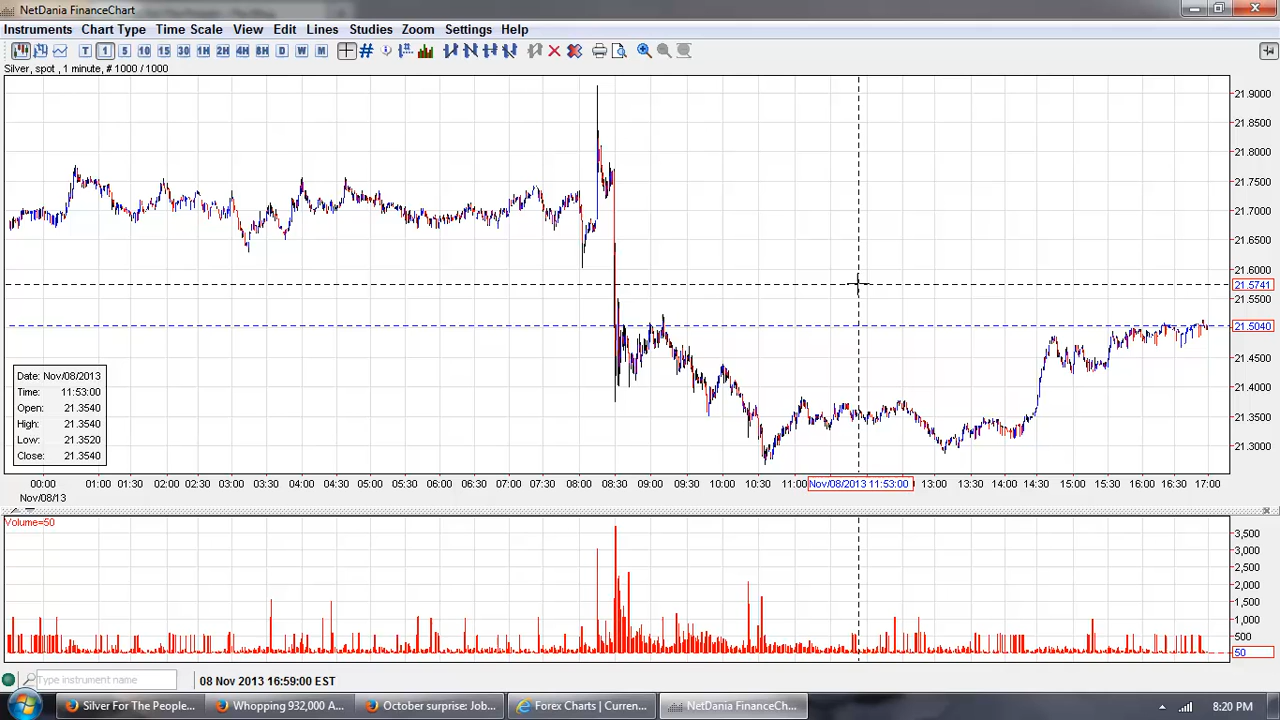 NetDania FinanceChart
Instruments Chart Type Time Scale View Edit Lines Studies Zoom Settings Help
T 1 5 10 15 30 1H 2H 4H 8H D W M
Silver, spot , 1 minute, # 1000 / 1000
21.9000
21.8500
21.8000
21.7500
21.7000
21.6500
21.6000
21.5741
21.5500
21.5040
21.4500
21.4000
21.3500
21.3000
Date: Nov/08/2013
Time: 11:53:00
Open: 21.3540
High: 21.3540
Low: 21.3520
Close: 21.3540
00:00 01:00 01:30 02:00 02:30 03:00 03:30 04:00 04:30 05:00 05:30 06:00 06:30 07:00 07:30 08:00 08:30 09:00 09:30 10:00 10:30 11:00 Nov/08/2013 11:53:00 13:00 13:30 14:00 14:30 15:00 15:30 16:00 16:30 17:00
Nov/08/13
Volume=50
3,500
3,000
2,500
2,000
1,500
1,000
500
50
Type instrument name
08 Nov 2013 16:59:00 EST
Silver For The People... Whopping 932,000 A... October surprise: Job... Forex Charts | Curren... NetDania FinanceCh... 8:20 PM